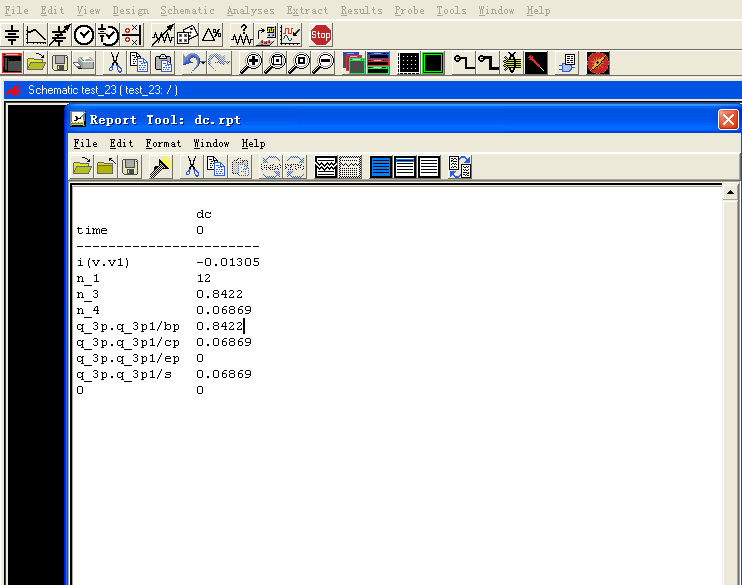 File Edit View Design Schematic Analyses Extract Results Probe Tools Window Help
Stop
Schematic test_23 ( test_23: / )
Report Tool: dc.rpt
File Edit Format Window Help
dc
time 0
-----------------------
i(v.v1) -0.01305
n_1 12
n_3 0.8422
n_4 0.06869
q_3p.q_3p1/bp 0.8422
q_3p.q_3p1/cp 0.06869
q_3p.q_3p1/ep 0
q_3p.q_3p1/s 0.06869
0 0